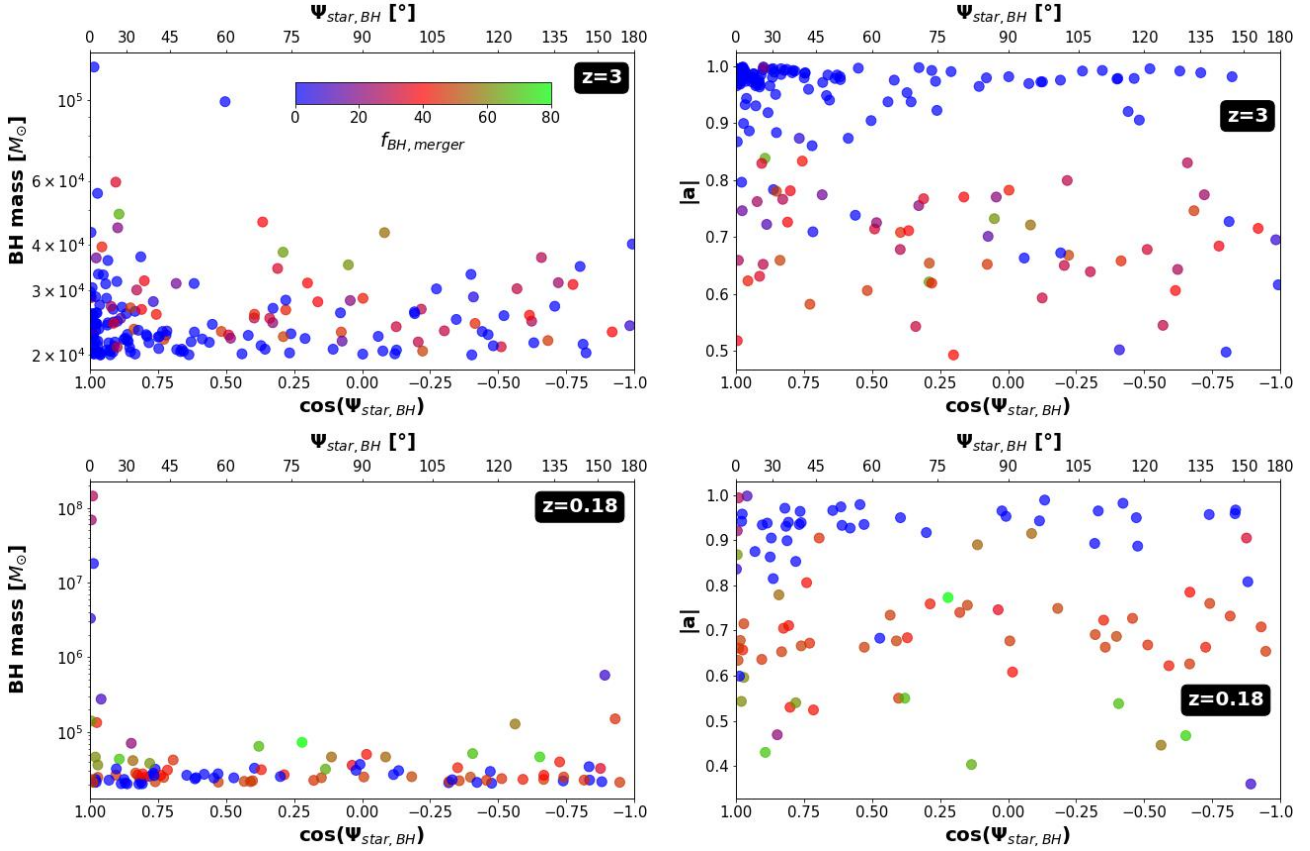 Ψstar, BH [°]
0 30 45 60 75 90 105 120 135 150 180
z=3
10⁵
6 × 10⁴
4 × 10⁴
3 × 10⁴
2 × 10⁴
BH mass [M⊙]
0 20 40 60 80
fBH, merger
1.00 0.75 0.50 0.25 0.00 −0.25 −0.50 −0.75 −1.0
cos(Ψstar, BH)
Ψstar, BH [°]
0 30 45 60 75 90 105 120 135 150 180
z=3
1.0
0.9
0.8
0.7
0.6
0.5
|a|
1.00 0.75 0.50 0.25 0.00 −0.25 −0.50 −0.75 −1.0
cos(Ψstar, BH)
Ψstar, BH [°]
0 30 45 60 75 90 105 120 135 150 180
z=0.18
10⁸
10⁷
10⁶
10⁵
BH mass [M⊙]
1.00 0.75 0.50 0.25 0.00 −0.25 −0.50 −0.75 −1.0
cos(Ψstar, BH)
Ψstar, BH [°]
0 30 45 60 75 90 105 120 135 150 180
1.0
0.9
0.8
0.7
0.6
0.5
0.4
|a|
z=0.18
1.00 0.75 0.50 0.25 0.00 −0.25 −0.50 −0.75 −1.0
cos(Ψstar, BH)